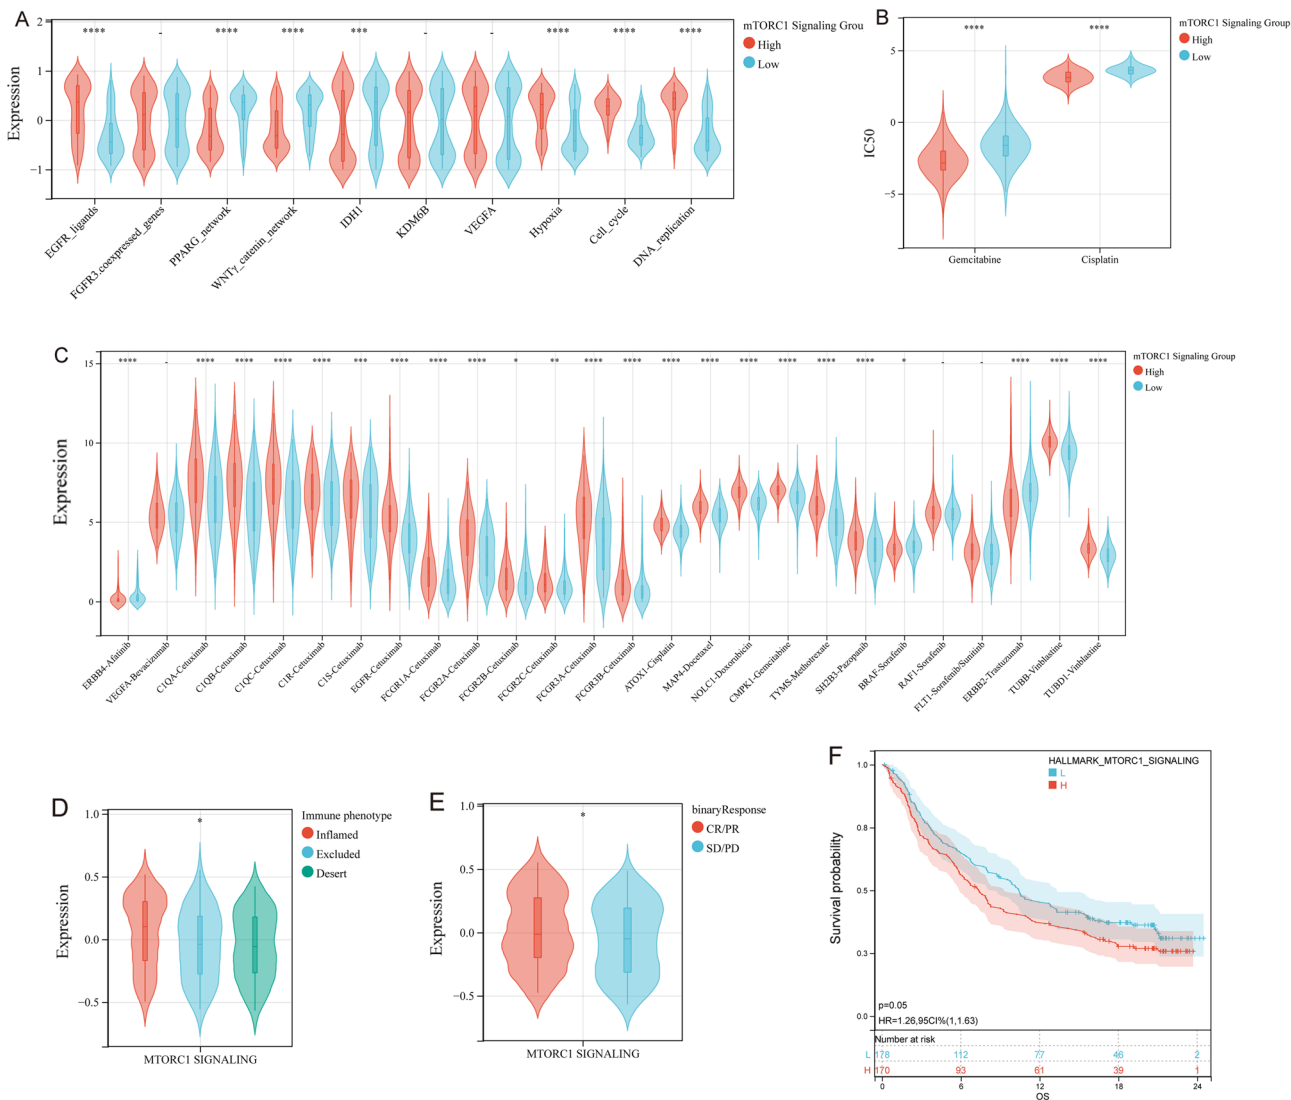 A
mTORC1 Signaling Grou
High
Low
Expression
2
1
0
−1
**** - **** **** *** - - **** **** ****
EGFR_ligands
FGFR3.coexpressed_genes
PPARG_network
WNTγ_catenin_network
IDH1
KDM6B
VEGFA
Hypoxia
Cell_cycle
DNA_replication
B
mTORC1 Signaling Group
High
Low
IC50
5
0
−5
**** ****
Gemcitabine
Cisplatin
C
mTORC1 Signaling Group
High
Low
Expression
15
10
5
0
**** - **** **** **** **** *** **** **** **** * ** **** **** **** **** **** **** **** **** * - - **** **** ****
ERBB4-Afatinib
VEGFA-Bevacizumab
C1QA-Cetuximab
C1QB-Cetuximab
C1QC-Cetuximab
C1R-Cetuximab
C1S-Cetuximab
EGFR-Cetuximab
FCGR1A-Cetuximab
FCGR2A-Cetuximab
FCGR2B-Cetuximab
FCGR2C-Cetuximab
FCGR3A-Cetuximab
FCGR3B-Cetuximab
ATOX1-Cisplatin
MAP4-Docetaxel
NOLC1-Doxorubicin
CMPK1-Gemcitabine
TYMS-Methotrexate
SH2B3-Pazopanib
BRAF-Sorafenib
RAF1-Sorafenib
FLT1-Sorafenib/Sunitinib
ERBB2-Trastuzumab
TUBB-Vinblastine
TUBD1-Vinblastine
D
Immune phenotype
Inflamed
Excluded
Desert
Expression
1.0
0.5
0.0
−0.5
*
MTORC1 SIGNALING
E
binaryResponse
CR/PR
SD/PD
Expression
1.0
0.5
0.0
−0.5
*
MTORC1 SIGNALING
F
HALLMARK_MTORC1_SIGNALING
L
H
Survival probability
1.0
0.8
0.5
0.3
0.0
p=0.05
HR=1.26,95CI%(1,1.63)
Number at risk
L 178 112 77 46 2
H 170 93 61 39 1
0 6 12 18 24
OS